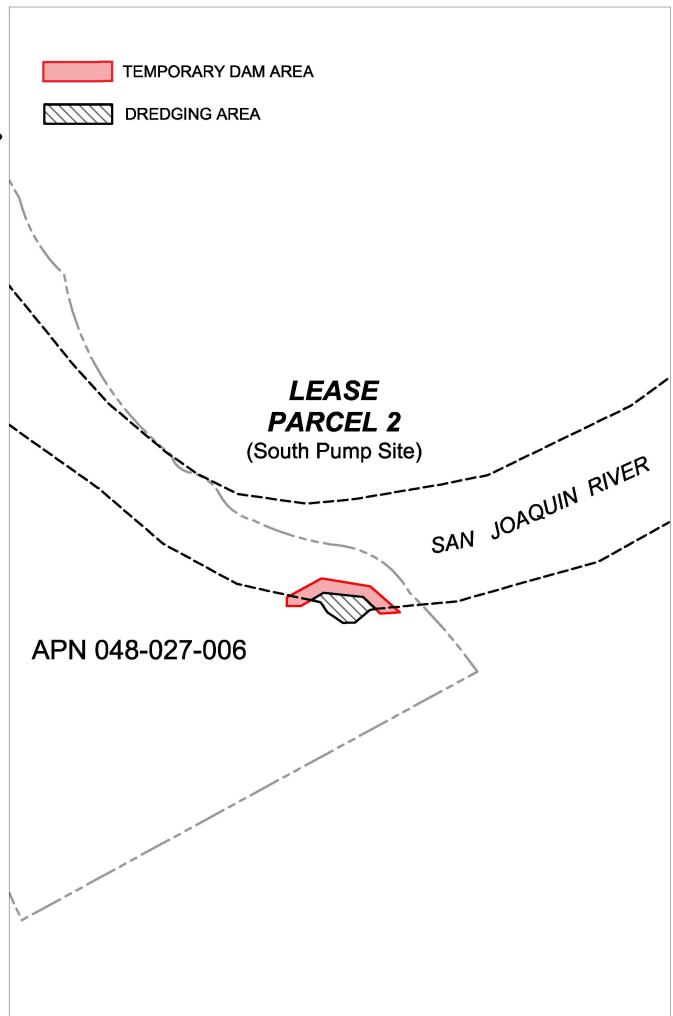 TEMPORARY DAM AREA
DREDGING AREA
LEASE
PARCEL 2
(South Pump Site)
SAN JOAQUIN RIVER
APN 048-027-006